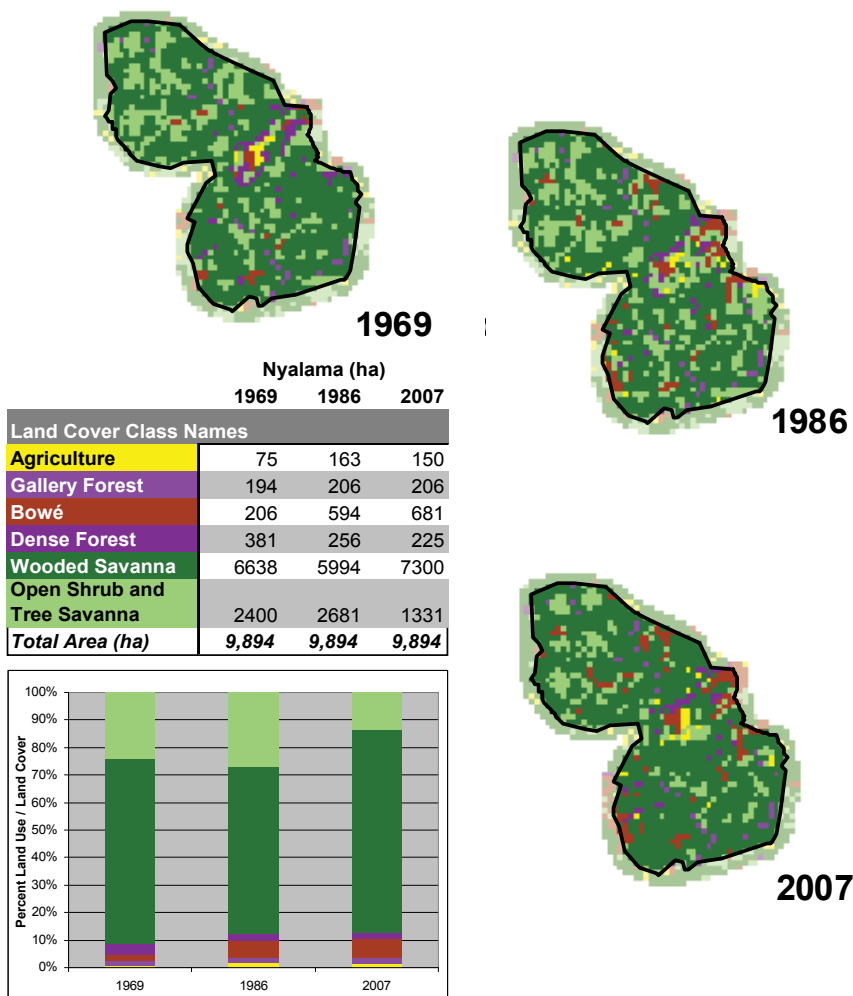 1969
1986
Nyalama (ha)
1969 1986 2007
Land Cover Class Names
Agriculture 75 163 150
Gallery Forest 194 206 206
Bowé 206 594 681
Dense Forest 381 256 225
Wooded Savanna 6638 5994 7300
Open Shrub and
Tree Savanna 2400 2681 1331
Total Area (ha) 9,894 9,894 9,894
2007
Percent Land Use / Land Cover
100%
90%
80%
70%
60%
50%
40%
30%
20%
10%
0%
1969 1986 2007